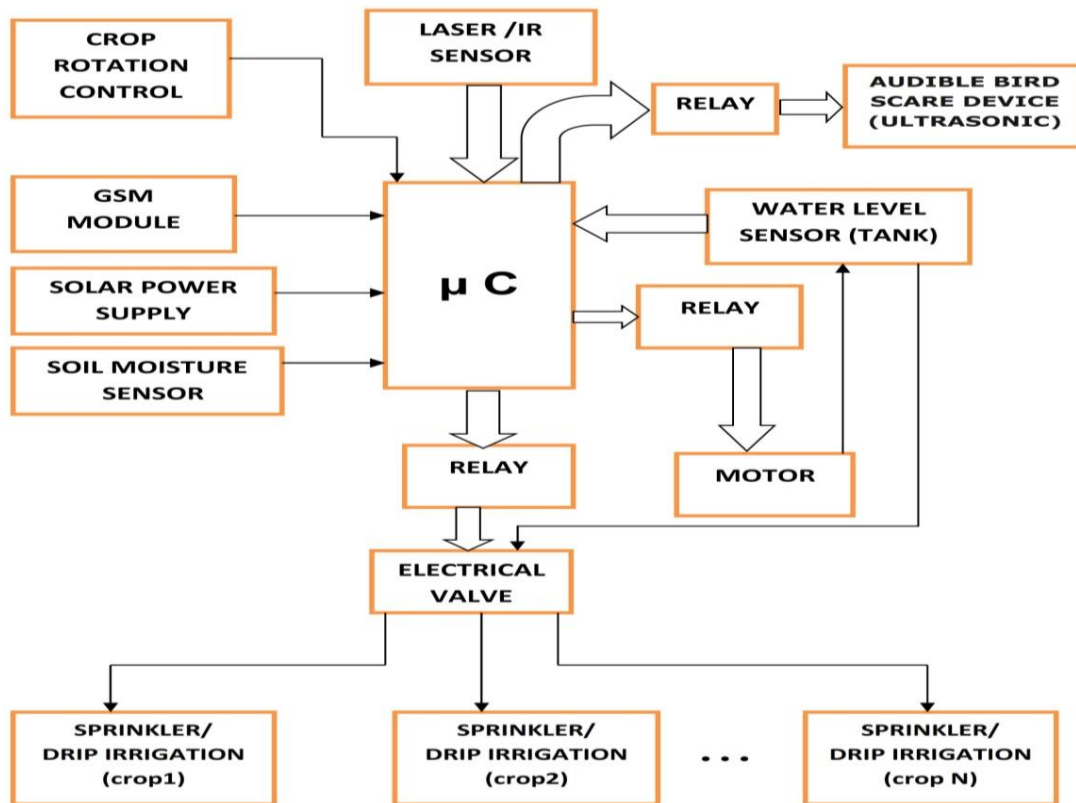 CROP
ROTATION
CONTROL
LASER /IR
SENSOR
RELAY
AUDIBLE BIRD
SCARE DEVICE
(ULTRASONIC)
GSM
MODULE
µ C
WATER LEVEL
SENSOR (TANK)
SOLAR POWER
SUPPLY
RELAY
SOIL MOISTURE
SENSOR
RELAY
MOTOR
ELECTRICAL
VALVE
SPRINKLER/
DRIP IRRIGATION
(crop1)
SPRINKLER/
DRIP IRRIGATION
(crop2)
...
SPRINKLER/
DRIP IRRIGATION
(crop N)